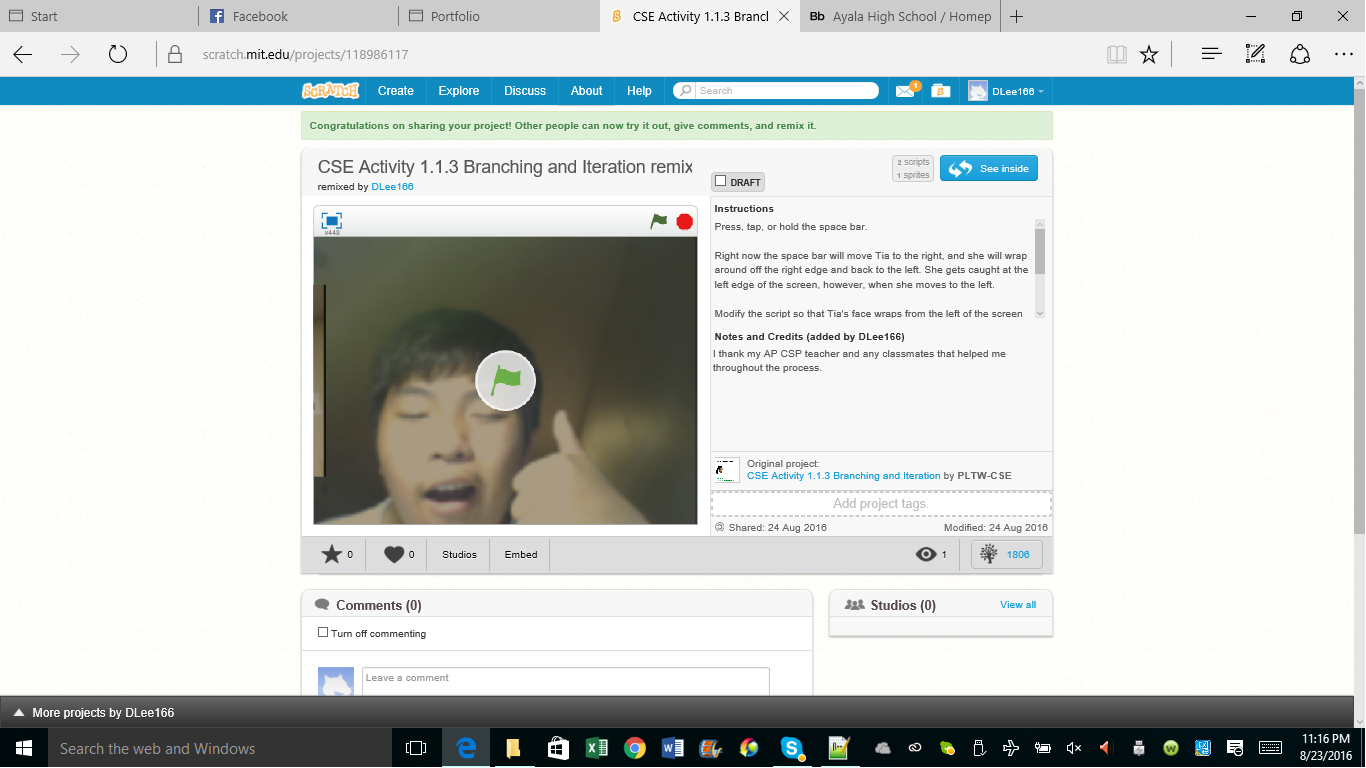 Start
Facebook
Portfolio
CSE Activity 1.1.3 Brancl
Bb Ayala High School / Homep
scratch.mit.edu/projects/118986117
SCRATCH
Create
Explore
Discuss
About
Help
Search
1
DLee166
Congratulations on sharing your project! Other people can now try it out, give comments, and remix it.
CSE Activity 1.1.3 Branching and Iteration remix
remixed by DLee166
DRAFT
2 scripts
1 sprites
See inside
v448
Instructions
Press, tap, or hold the space bar.
Right now the space bar will move Tia to the right, and she will wrap
around off the right edge and back to the left. She gets caught at the
left edge of the screen, however, when she moves to the left.
Modify the script so that Tia's face wraps from the left of the screen
Notes and Credits (added by DLee166)
I thank my AP CSP teacher and any classmates that helped me
throughout the process.
Original project:
CSE Activity 1.1.3 Branching and Iteration by PLTW-CSE
Add project tags.
Shared: 24 Aug 2016
Modified: 24 Aug 2016
0
0
Studios
Embed
1
1806
Comments (0)
Turn off commenting
Leave a comment
Studios (0)
View all
More projects by DLee166
Search the web and Windows
11:16 PM
8/23/2016